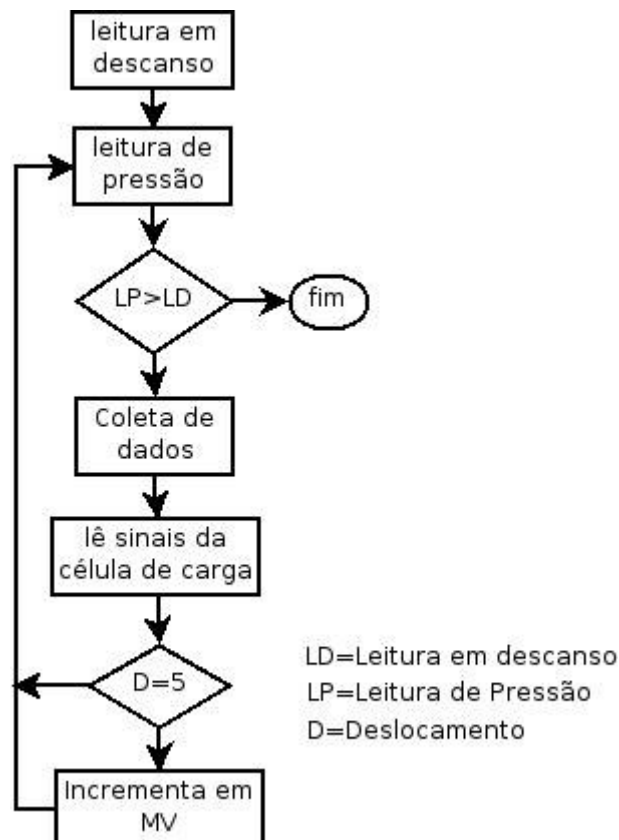 leitura em
descanso
leitura de
pressão
LP>LD
fim
Coleta de
dados
lê sinais da
célula de carga
D=5
Incrementa em
MV
LD=Leitura em descanso
LP=Leitura de Pressão
D=Deslocamento